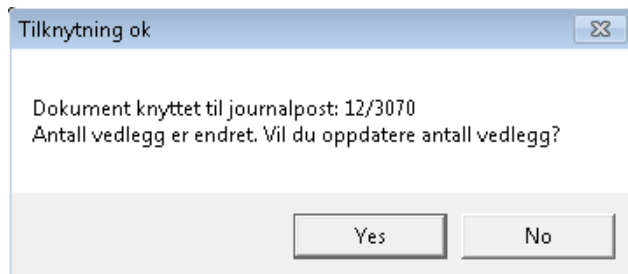 Tilknytning ok
Dokument knyttet til journalpost: 12/3070
Antall vedlegg er endret. Vil du oppdatere antall vedlegg?
Yes
No